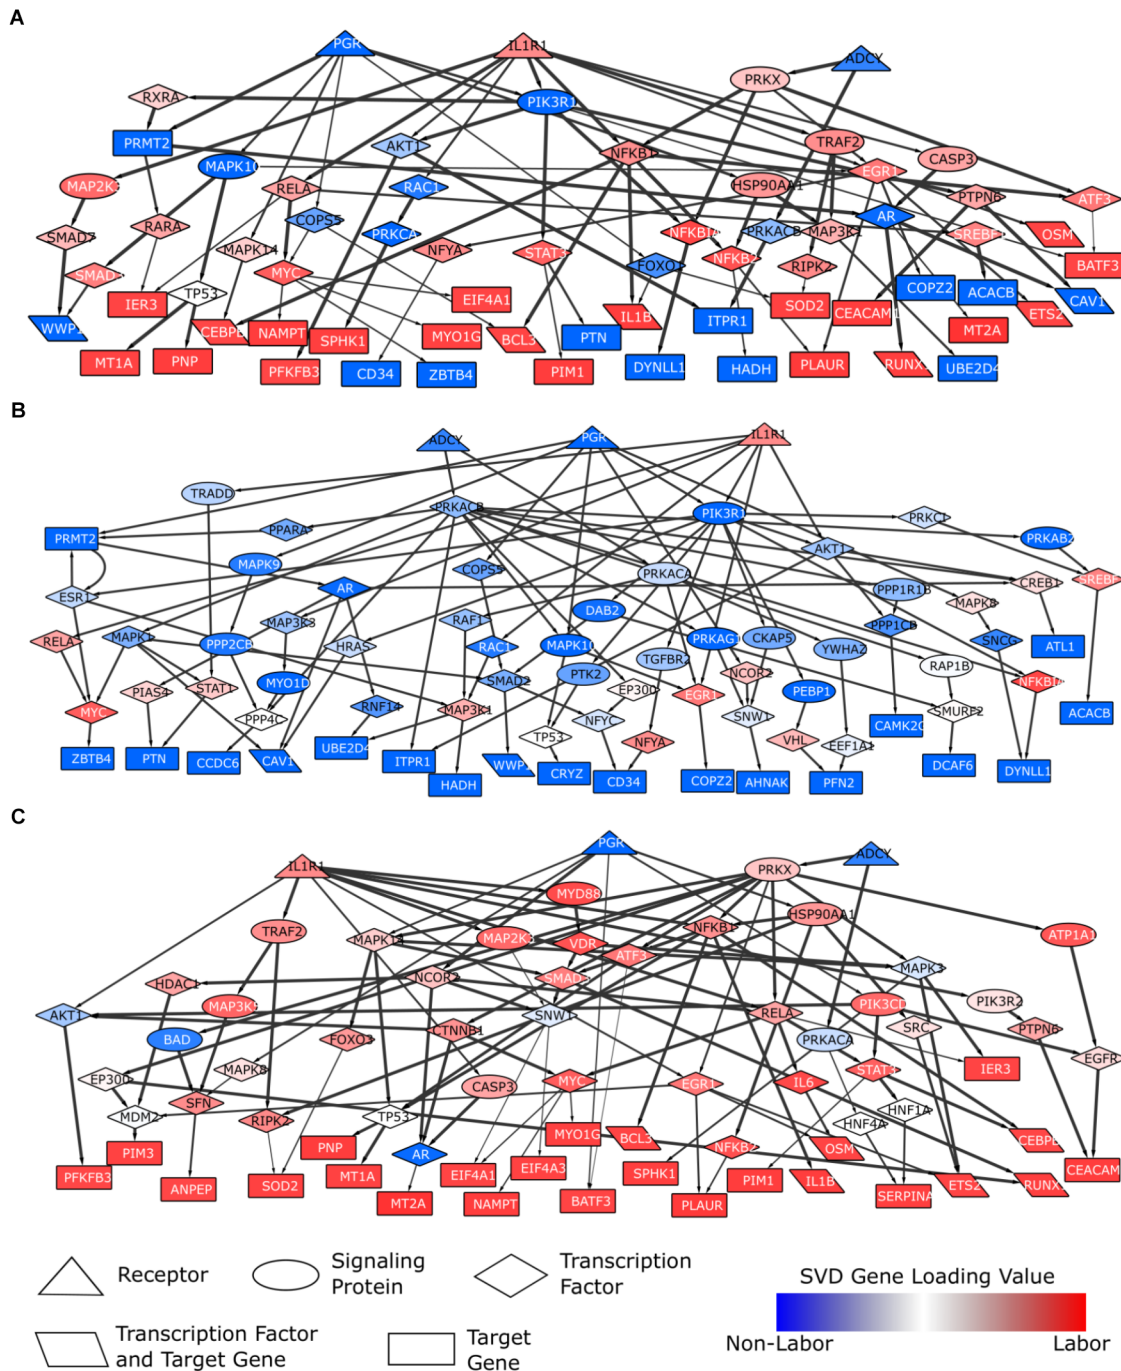 A
PGR
IL1R1
ADCY
PRKX
RXRA
PIK3R1
PRMT2
AKT1
NFKB1
TRAF2
CASP3
MAPK10
EGR1
MAP2K3
RELA
RAC1
HSP90AA1
PTPN6
ATF3
COPS5
AR
SMAD7
RARA
MAPK14
PRKCA
NFYA
STAT3
NFKBIA
PRKACB
MAP3K1
SREBF1
OSM
SMAD3
MYC
NFKB2
FOXO1
RIPK2
BATF3
TP53
IER3
EIF4A1
IL1B
ITPR1
SOD2
COPZ2
ACACB
CAV1
WWP1
CEBPB
NAMPT
SPHK1
MYO1G
BCL3
PTN
CEACAM1
MT2A
ETS2
MT1A
PNP
PFKFB3
CD34
ZBTB4
PIM1
DYNLL1
HADH
PLAUR
RUNX1
UBE2D4
B
ADCY
PGR
IL1R1
TRADD
PRKACB
PIK3R1
PRKCI
PRMT2
PPARA
AKT1
PRKAB2
MAPK9
COPS5
PRKACA
CREB1
SREBF
ESR1
AR
PPP1R1B
MAPK8
RELA
MAPK1
PPP2CB
MAP3K3
HRAS
RAF1
RAC1
DAB2
MAPK10
PRKAG1
CKAP5
YWHAZ
PPP1CB
SNCG
ATL1
TGFBR2
NCOR2
RAP1B
PIAS4
STAT1
MYO1D
SMAD2
PTK2
EP300
EGR1
PEBP1
NFKBIA
MYC
PPP4C
RNF14
MAP3K1
NFYC
SNW1
CAMK2G
SMURF2
ACACB
TP53
NFYA
VHL
EEF1A1
ZBTB4
PTN
CCDC6
CAV1
UBE2D4
ITPR1
HADH
WWP1
CRYZ
CD34
COPZ2
AHNAK
PFN2
DCAF6
DYNLL1
C
PGR
IL1R1
ADCY
PRKX
MYD88
TRAF2
MAPK14
MAP2K3
VDR
ATF3
NFKB1
HSP90AA1
ATP1A1
HDAC1
NCOR2
SMAD3
MAPK3
AKT1
MAP3K5
SNW1
RELA
PIK3CD
PIK3R2
BAD
FOXO3
CTNNB1
PRKACA
SRC
PTPN6
EP300
MAPK8
CASP3
MYC
EGR1
IL6
STAT3
IER3
EGFR
MDM2
SFN
RIPK2
TP53
HNF4A
HNF1A
PIM3
PNP
AR
MYO1G
BCL3
NFKB2
OSM
CEBPB
PFKFB3
ANPEP
SOD2
MT1A
EIF4A1
EIF4A3
SPHK1
PIM1
IL1B
SERPINA
ETS2
RUNX1
CEACAM
MT2A
NAMPT
BATF3
PLAUR
Receptor
Signaling
Protein
Transcription
Factor
Transcription Factor
and Target Gene
Target
Gene
SVD Gene Loading Value
Non-Labor
Labor